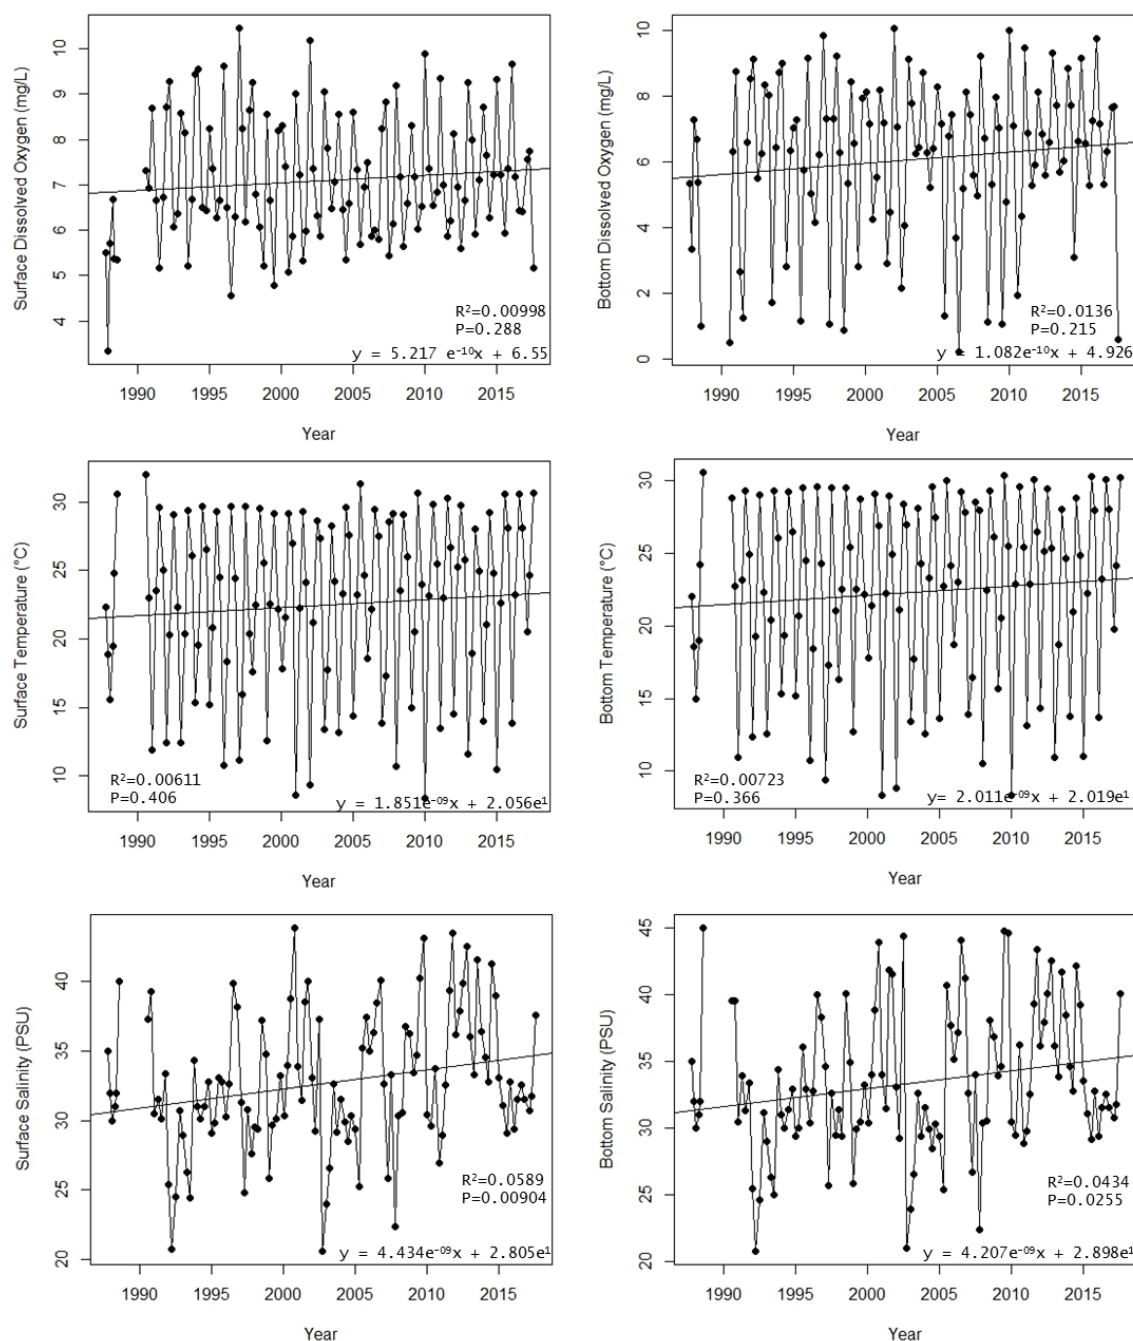 Surface Dissolved Oxygen (mg/L)
10
9
8
7
6
5
4
R²=0.00998
P=0.288
y = 5.217 e⁻¹⁰x + 6.55
1990 1995 2000 2005 2010 2015
Year
Bottom Dissolved Oxygen (mg/L)
10
8
6
4
2
0
R²=0.0136
P=0.215
y = 1.082e⁻¹⁰x + 4.926
1990 1995 2000 2005 2010 2015
Year
Surface Temperature (°C)
30
25
20
15
10
R²=0.00611
P=0.406
y = 1.851e⁻⁰⁹x + 2.056e¹
1990 1995 2000 2005 2010 2015
Year
Bottom Temperature (°C)
30
25
20
15
10
R²=0.00723
P=0.366
y= 2.011e⁻⁰⁹x + 2.019e¹
1990 1995 2000 2005 2010 2015
Year
Surface Salinity (PSU)
40
35
30
25
20
R²=0.0589
P=0.00904
y = 4.434e⁻⁰⁹x + 2.805e¹
1990 1995 2000 2005 2010 2015
Year
Bottom Salinity (PSU)
45
40
35
30
25
20
R²=0.0434
P=0.0255
y = 4.207e⁻⁰⁹x + 2.898e¹
1990 1995 2000 2005 2010 2015
Year